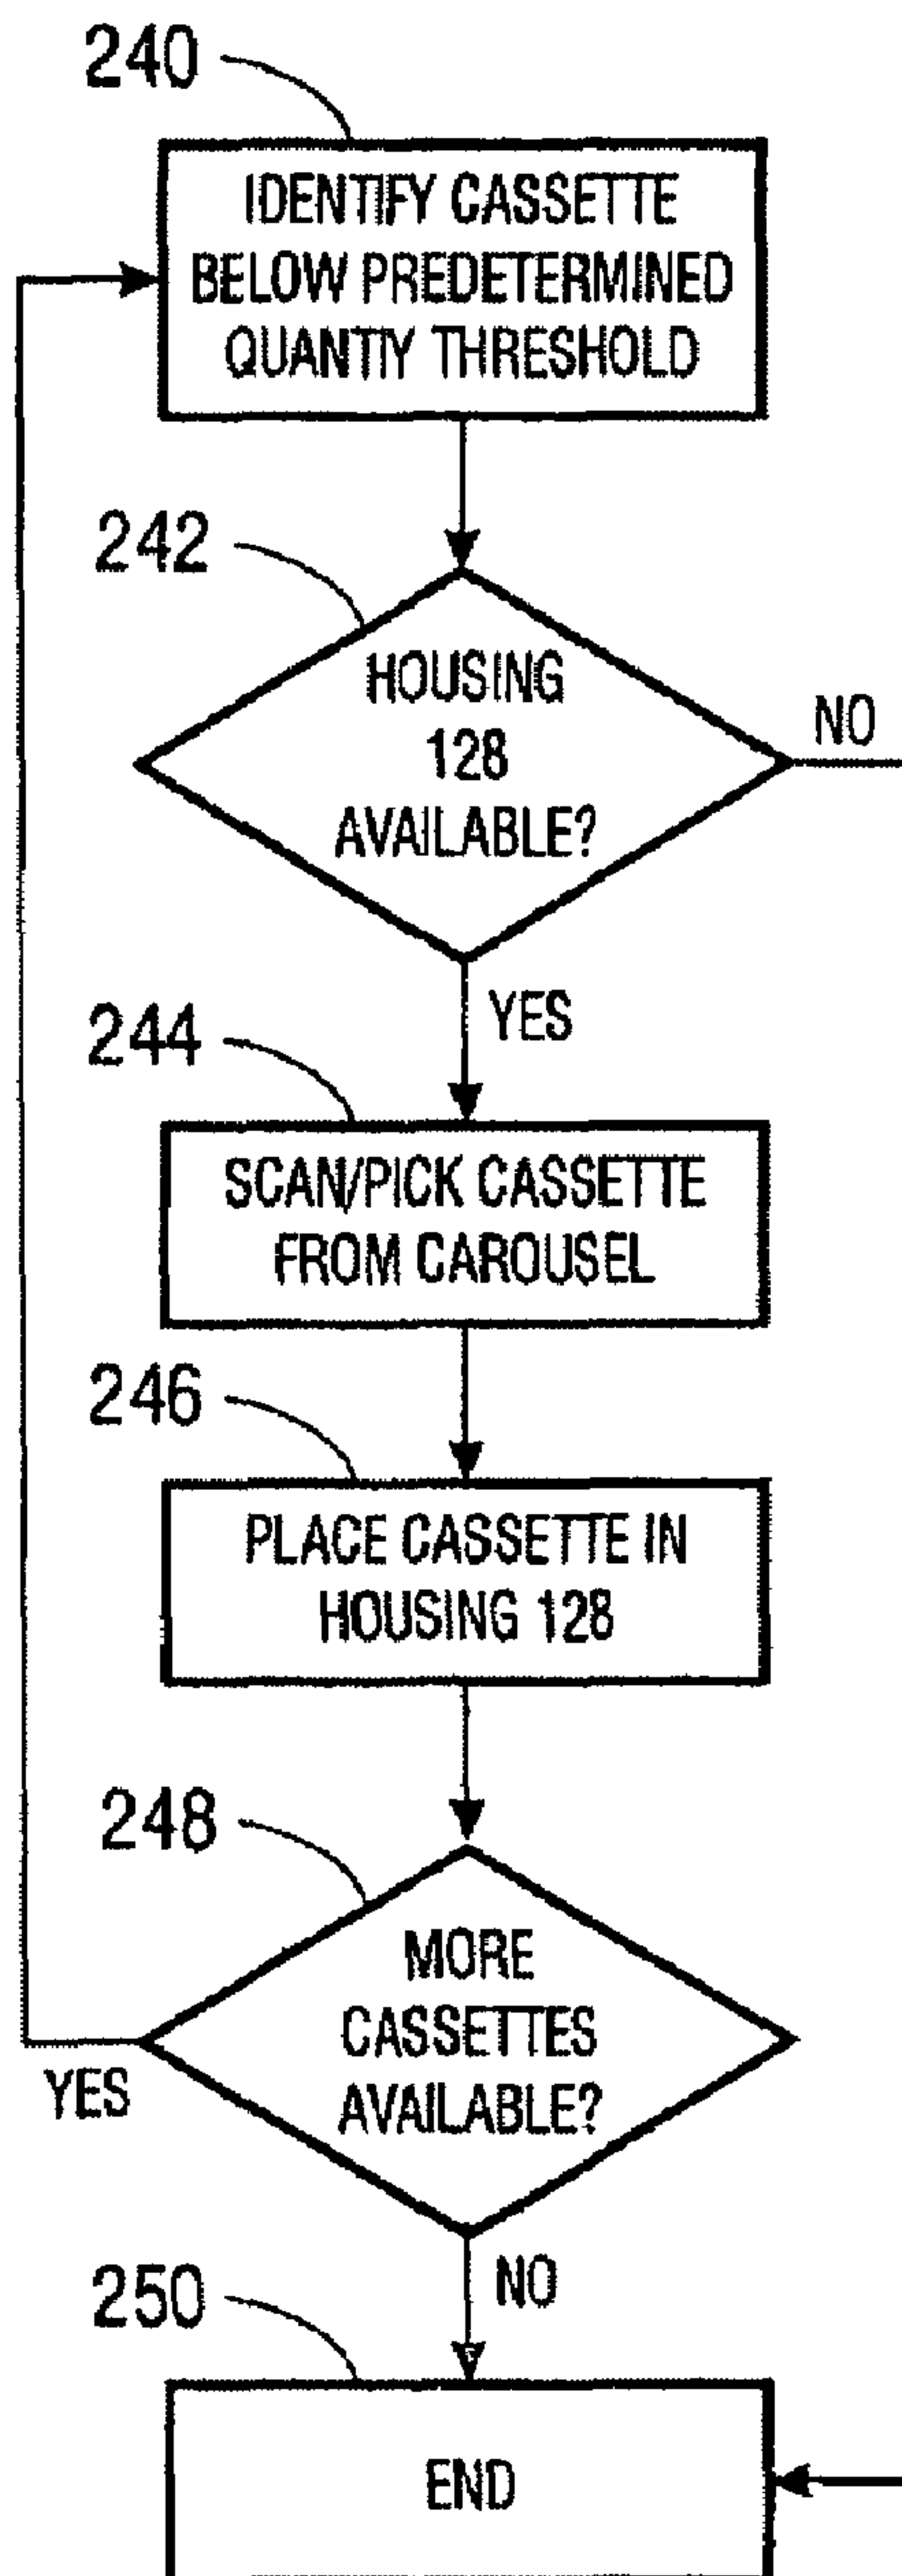 240
IDENTIFY CASSETTE
BELOW PREDETERMINED
QUANTIY THRESHOLD
242
HOUSING
128
AVAILABLE?
NO
YES
244
SCAN/PICK CASSETTE
FROM CAROUSEL
246
PLACE CASSETTE IN
HOUSING 128
248
MORE
CASSETTES
AVAILABLE?
YES
NO
250
END